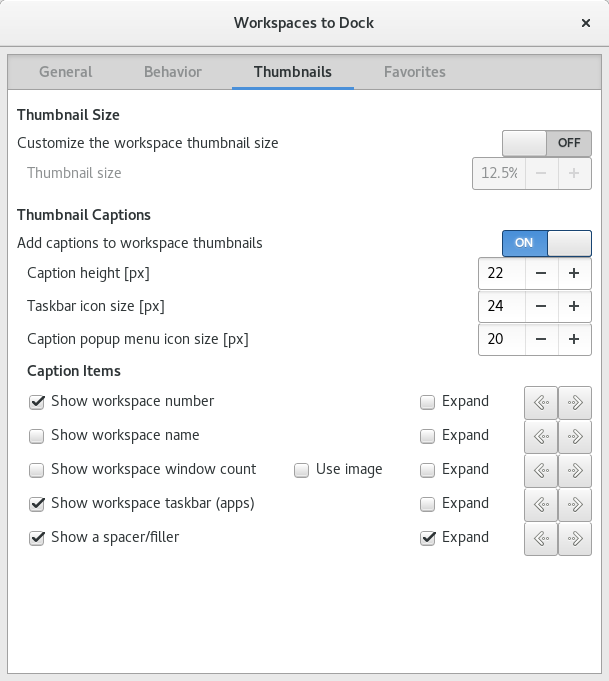 Workspaces to Dock ×
General Behavior Thumbnails Favorites
Thumbnail Size
Customize the workspace thumbnail size OFF
Thumbnail size 12.5% − +
Thumbnail Captions
Add captions to workspace thumbnails ON
Caption height [px] 22 − +
Taskbar icon size [px] 24 − +
Caption popup menu icon size [px] 20 − +
Caption Items
Show workspace number Expand
Show workspace name Expand
Show workspace window count Use image Expand
Show workspace taskbar (apps) Expand
Show a spacer/filler Expand